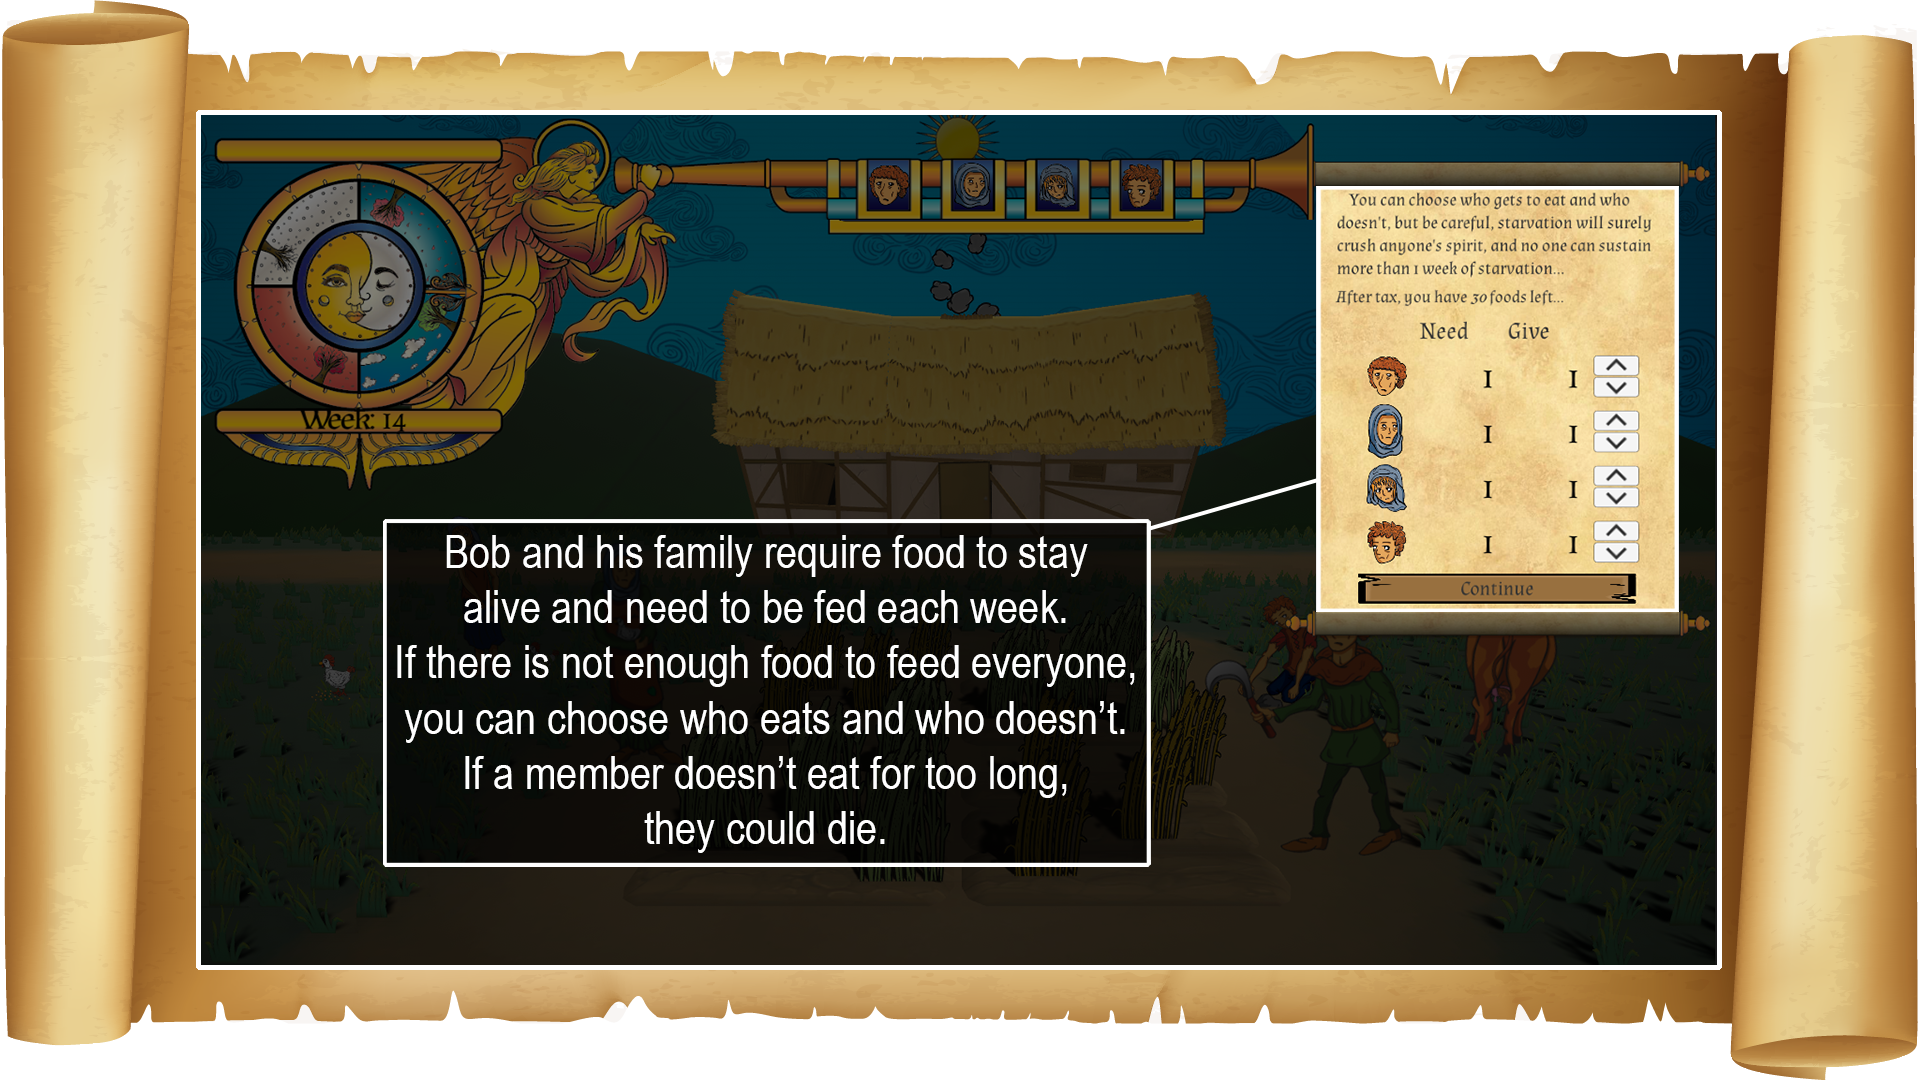 Week: 14
You can choose who gets to eat and who
doesn't, but be careful, starvation will surely
crush anyone's spirit, and no one can sustain
more than 1 week of starvation...
After tax, you have 30 foods left...
Need Give
1 1
1 1
1 1
1 1
Continue
Bob and his family require food to stay
alive and need to be fed each week.
If there is not enough food to feed everyone,
you can choose who eats and who doesn’t.
If a member doesn’t eat for too long,
they could die.